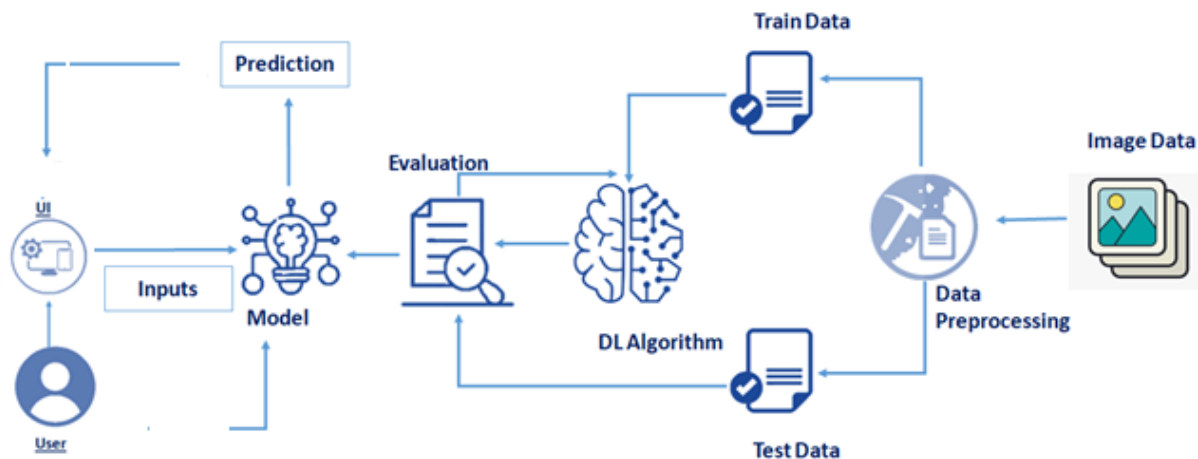 Train Data
Prediction
Image Data
Evaluation
UI
Inputs
Model
Data
Preprocessing
DL Algorithm
User
Test Data